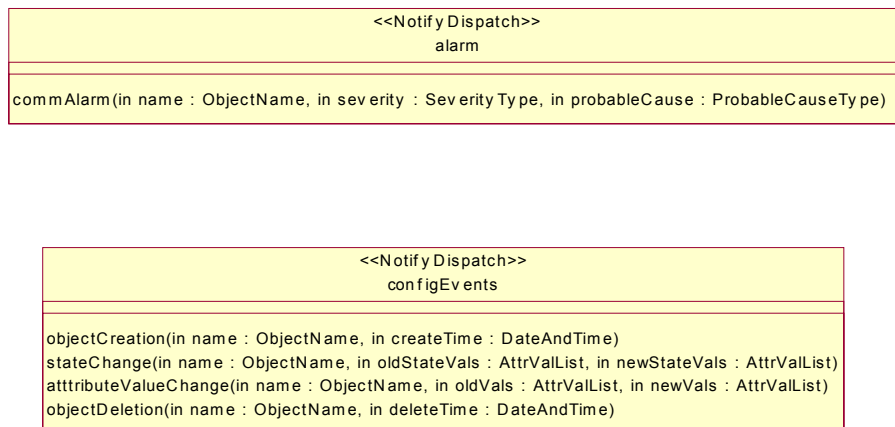 <<Notify Dispatch>>
alarm
commAlarm(in name : ObjectName, in severity : SeverityType, in probableCause : ProbableCauseType)
<<Notify Dispatch>>
configEvents
objectCreation(in name : ObjectName, in createTime : DateAndTime)
stateChange(in name : ObjectName, in oldStateVals : AttrValList, in newStateVals : AttrValList)
atttributeValueChange(in name : ObjectName, in oldVals : AttrValList, in newVals : AttrValList)
objectDeletion(in name : ObjectName, in deleteTime : DateAndTime)